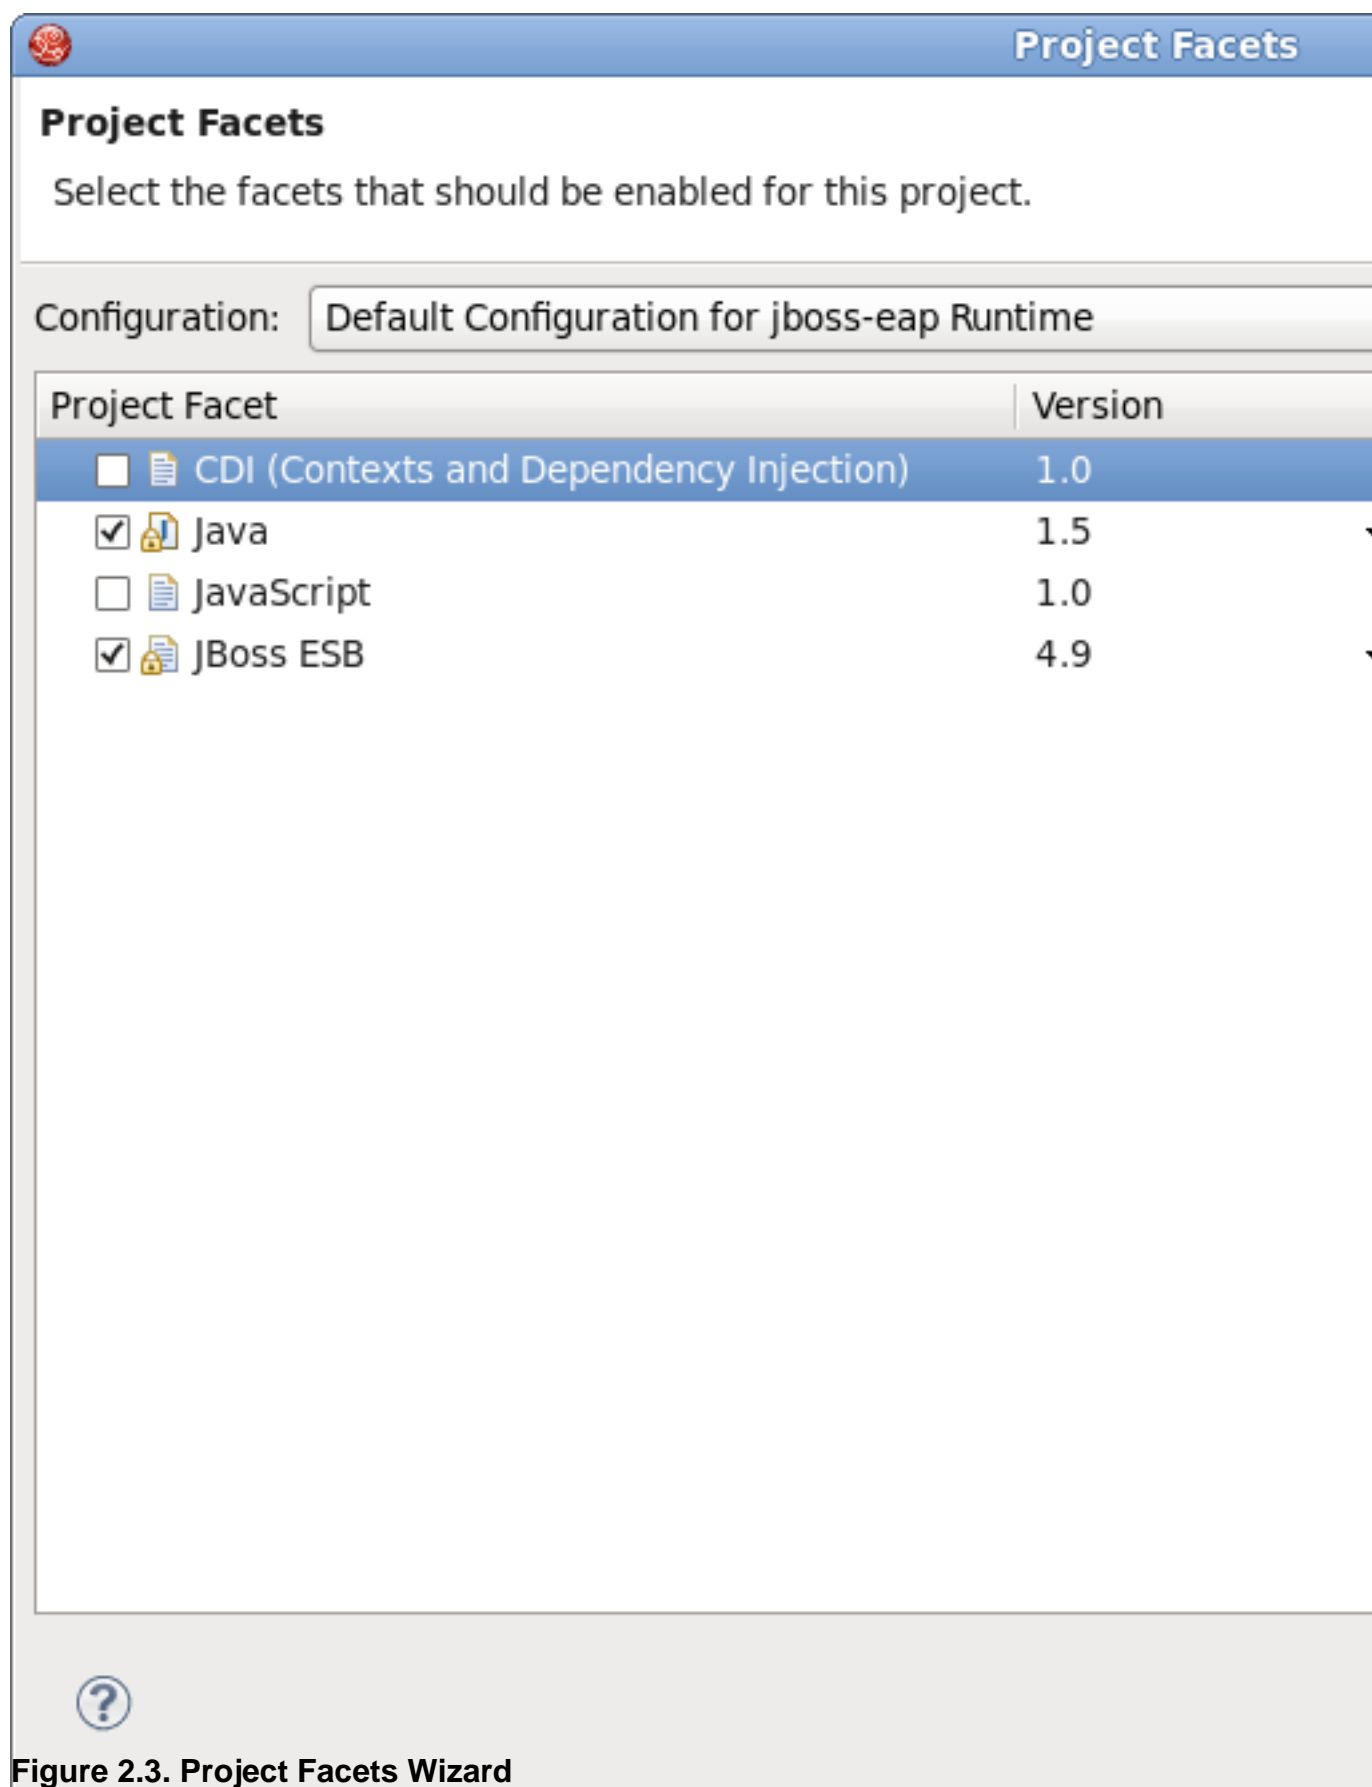 Project Facets
Project Facets
Select the facets that should be enabled for this project.
Configuration: Default Configuration for jboss-eap Runtime
Project Facet Version
CDI (Contexts and Dependency Injection) 1.0
Java 1.5
JavaScript 1.0
JBoss ESB 4.9
?
Figure 2.3. Project Facets Wizard